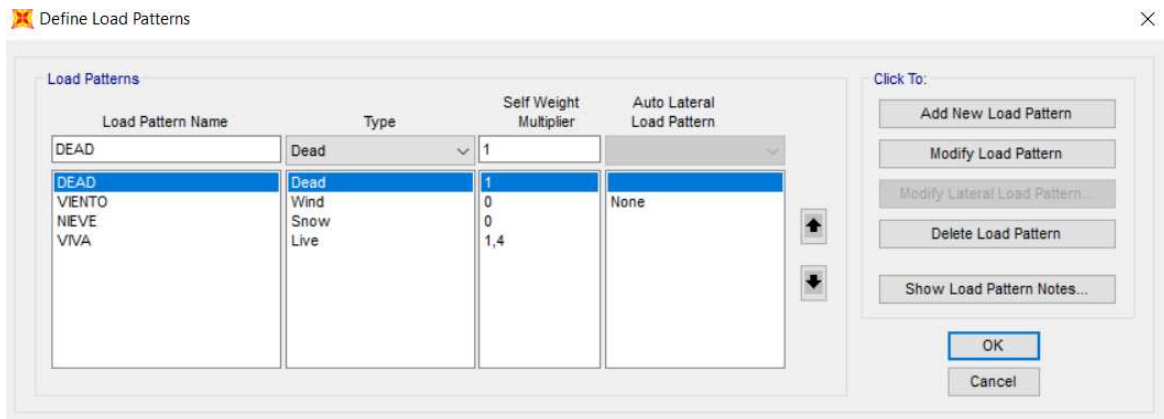 Define Load Patterns
Load Patterns
Click To:
Load Pattern Name Type Self Weight Multiplier Auto Lateral Load Pattern
DEAD Dead 1
DEAD Dead 1
VIENTO Wind 0 None
NIEVE Snow 0
VIVA Live 1,4
Add New Load Pattern
Modify Load Pattern
Modify Lateral Load Pattern...
Delete Load Pattern
Show Load Pattern Notes...
OK
Cancel